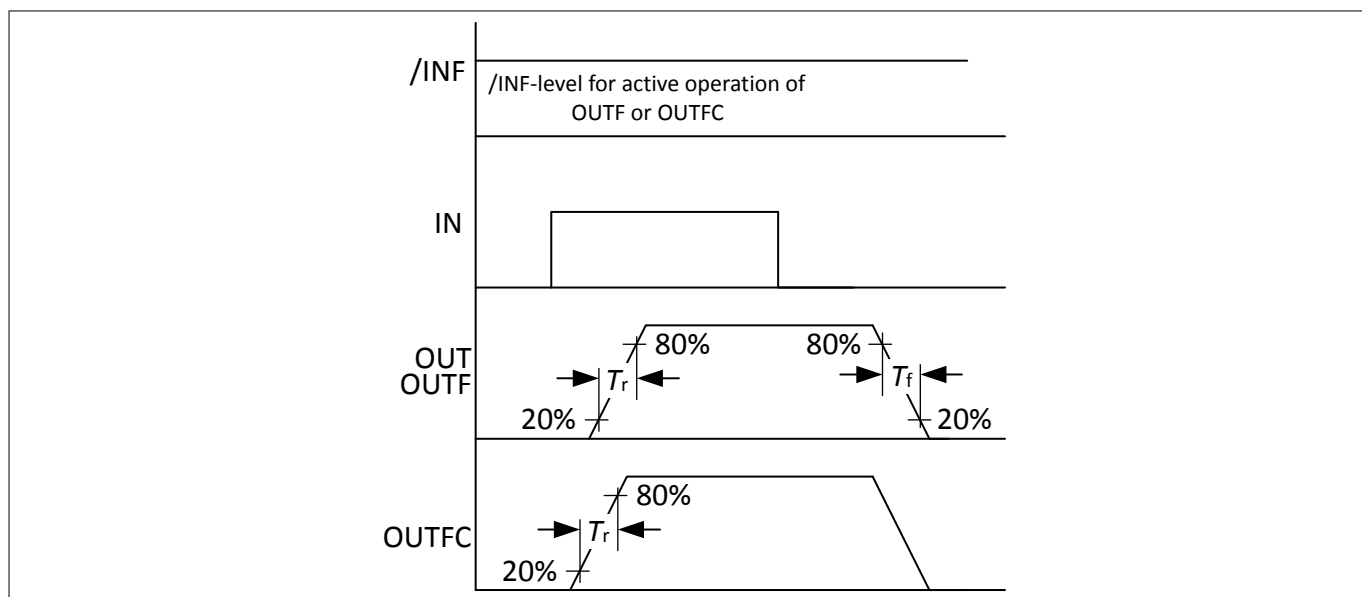 /INF
/INF-level for active operation of
OUTF or OUTFC
IN
OUT
OUTF
80%
80%
Tr
Tf
20%
20%
OUTFC
80%
Tr
20%